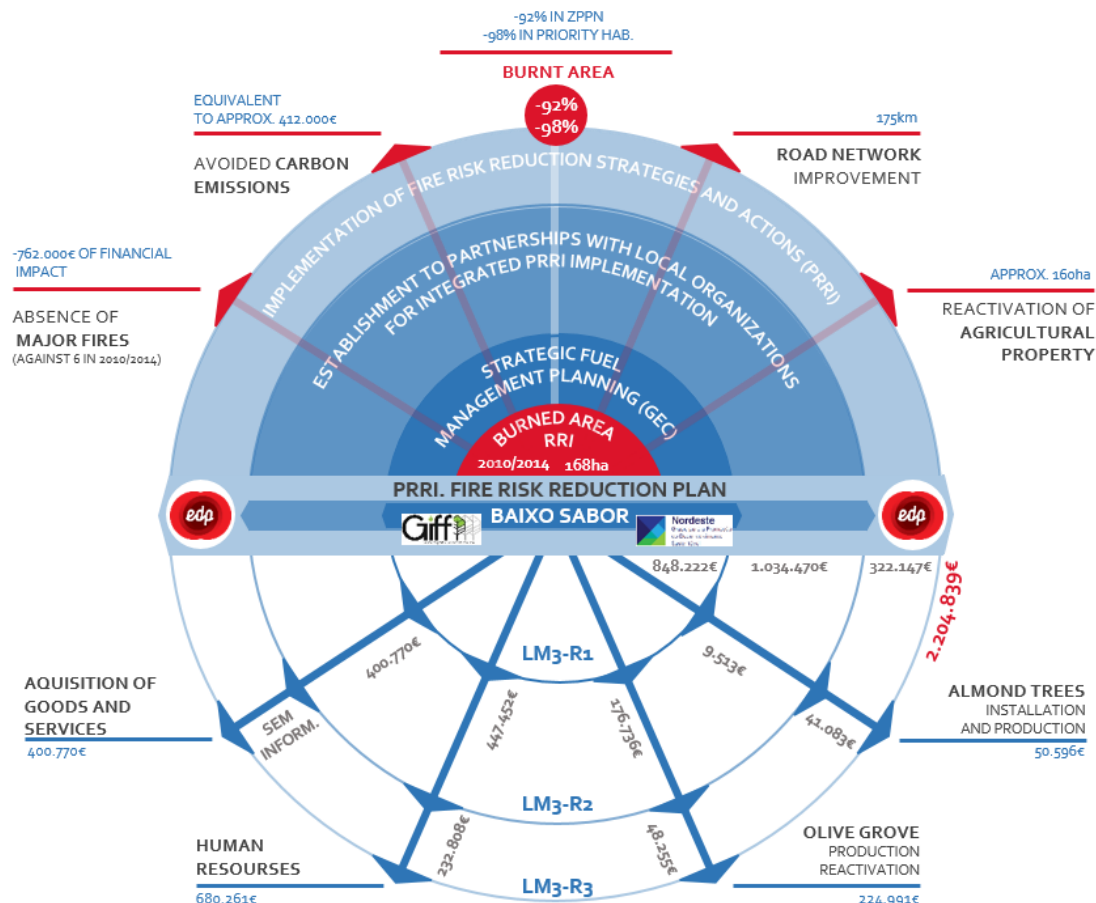 -92% IN ZPPN
-98% IN PRIORITY HAB.
BURNT AREA
-92%
-98%
EQUIVALENT
TO APPROX. 412.000€
AVOIDED CARBON
EMISSIONS
175km
ROAD NETWORK
IMPROVEMENT
-762.000€ OF FINANCIAL
IMPACT
ABSENCE OF
MAJOR FIRES
(AGAINST 6 IN 2010/2014)
APPROX. 160ha
REACTIVATION OF
AGRICULTURAL
PROPERTY
IMPLEMENTATION OF FIRE RISK REDUCTION STRATEGIES AND ACTIONS (PRRI)
ESTABLISHMENT TO PARTNERSHIPS WITH LOCAL ORGANIZATIONS
FOR INTEGRATED PRRI IMPLEMENTATION
STRATEGIC FUEL
MANAGEMENT PLANNING (GEC)
BURNED AREA
RRI
2010/2014 168ha
PRRI. FIRE RISK REDUCTION PLAN
edp
Giff
BAIXO SABOR
Nordeste
edp
848.222€ 1.034.470€ 322.147€
2.204.839€
LM3-R1
400.770€
447.452€
176.736€
9.513€
SEM
INFORM.
41.083€
LM3-R2
232.808€
48.255€
LM3-R3
AQUISITION OF
GOODS AND
SERVICES
400.770€
ALMOND TREES
INSTALLATION
AND PRODUCTION
50.596€
HUMAN
RESOURSES
680.261€
OLIVE GROVE
PRODUCTION
REACTIVATION
224.991€